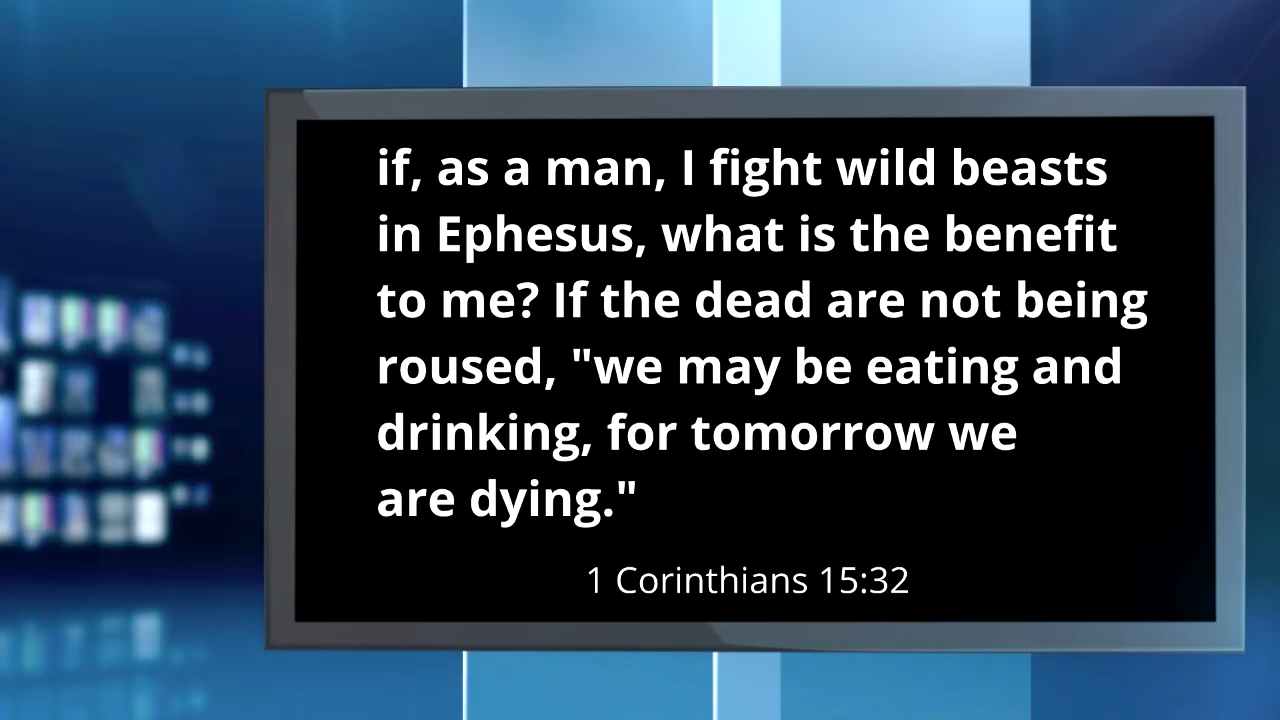 if, as a man, I fight wild beasts
in Ephesus, what is the benefit
to me? If the dead are not being
roused, "we may be eating and
drinking, for tomorrow we
are dying."
1 Corinthians 15:32